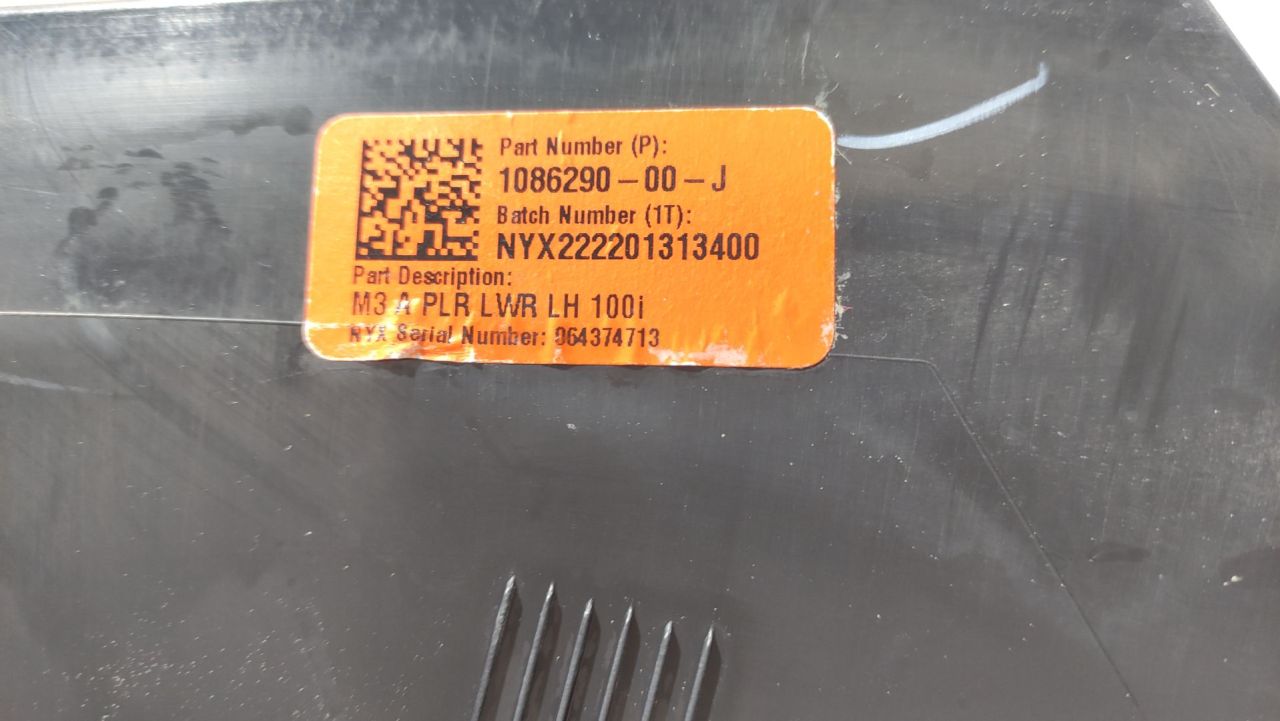 Part Number (P):
1086290-00-J
Batch Number (1T):
NYX222201313400
Part Description:
M3 A PLR LWR LH 100i
NYX Serial Number: 064374713